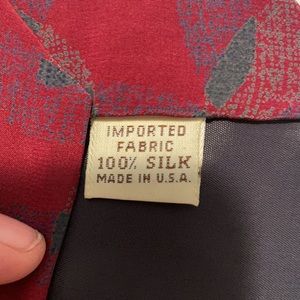 IMPORTED
FABRIC
100% SILK
MADE IN U.S.A.